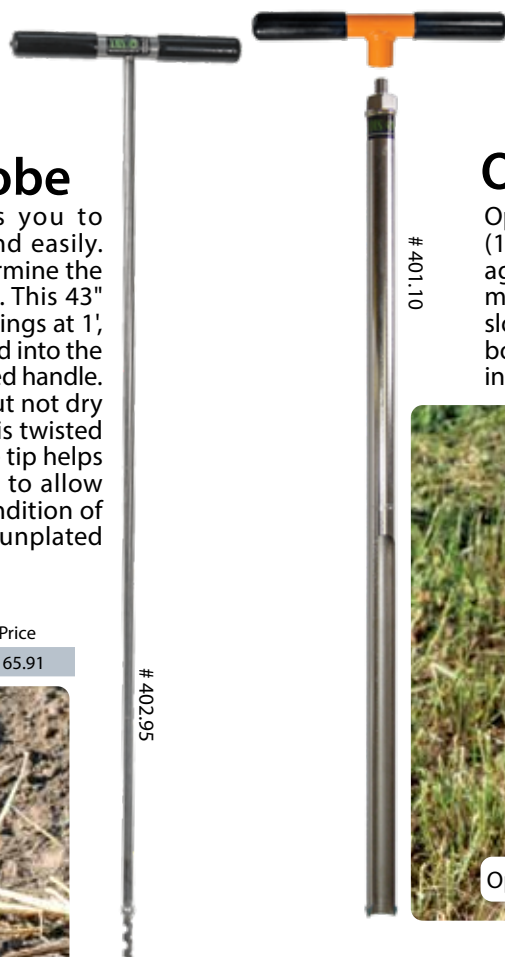 obe
s you to
nd easily.
rmine the
. This 43"
ings at 1',
d into the
ed handle.
ut not dry
is twisted
tip helps
to allow
ndition of
unplated
Price
65.91
# 402.95
# 401.10
O
Op
(1
ag
m
slo
bo
in
Op